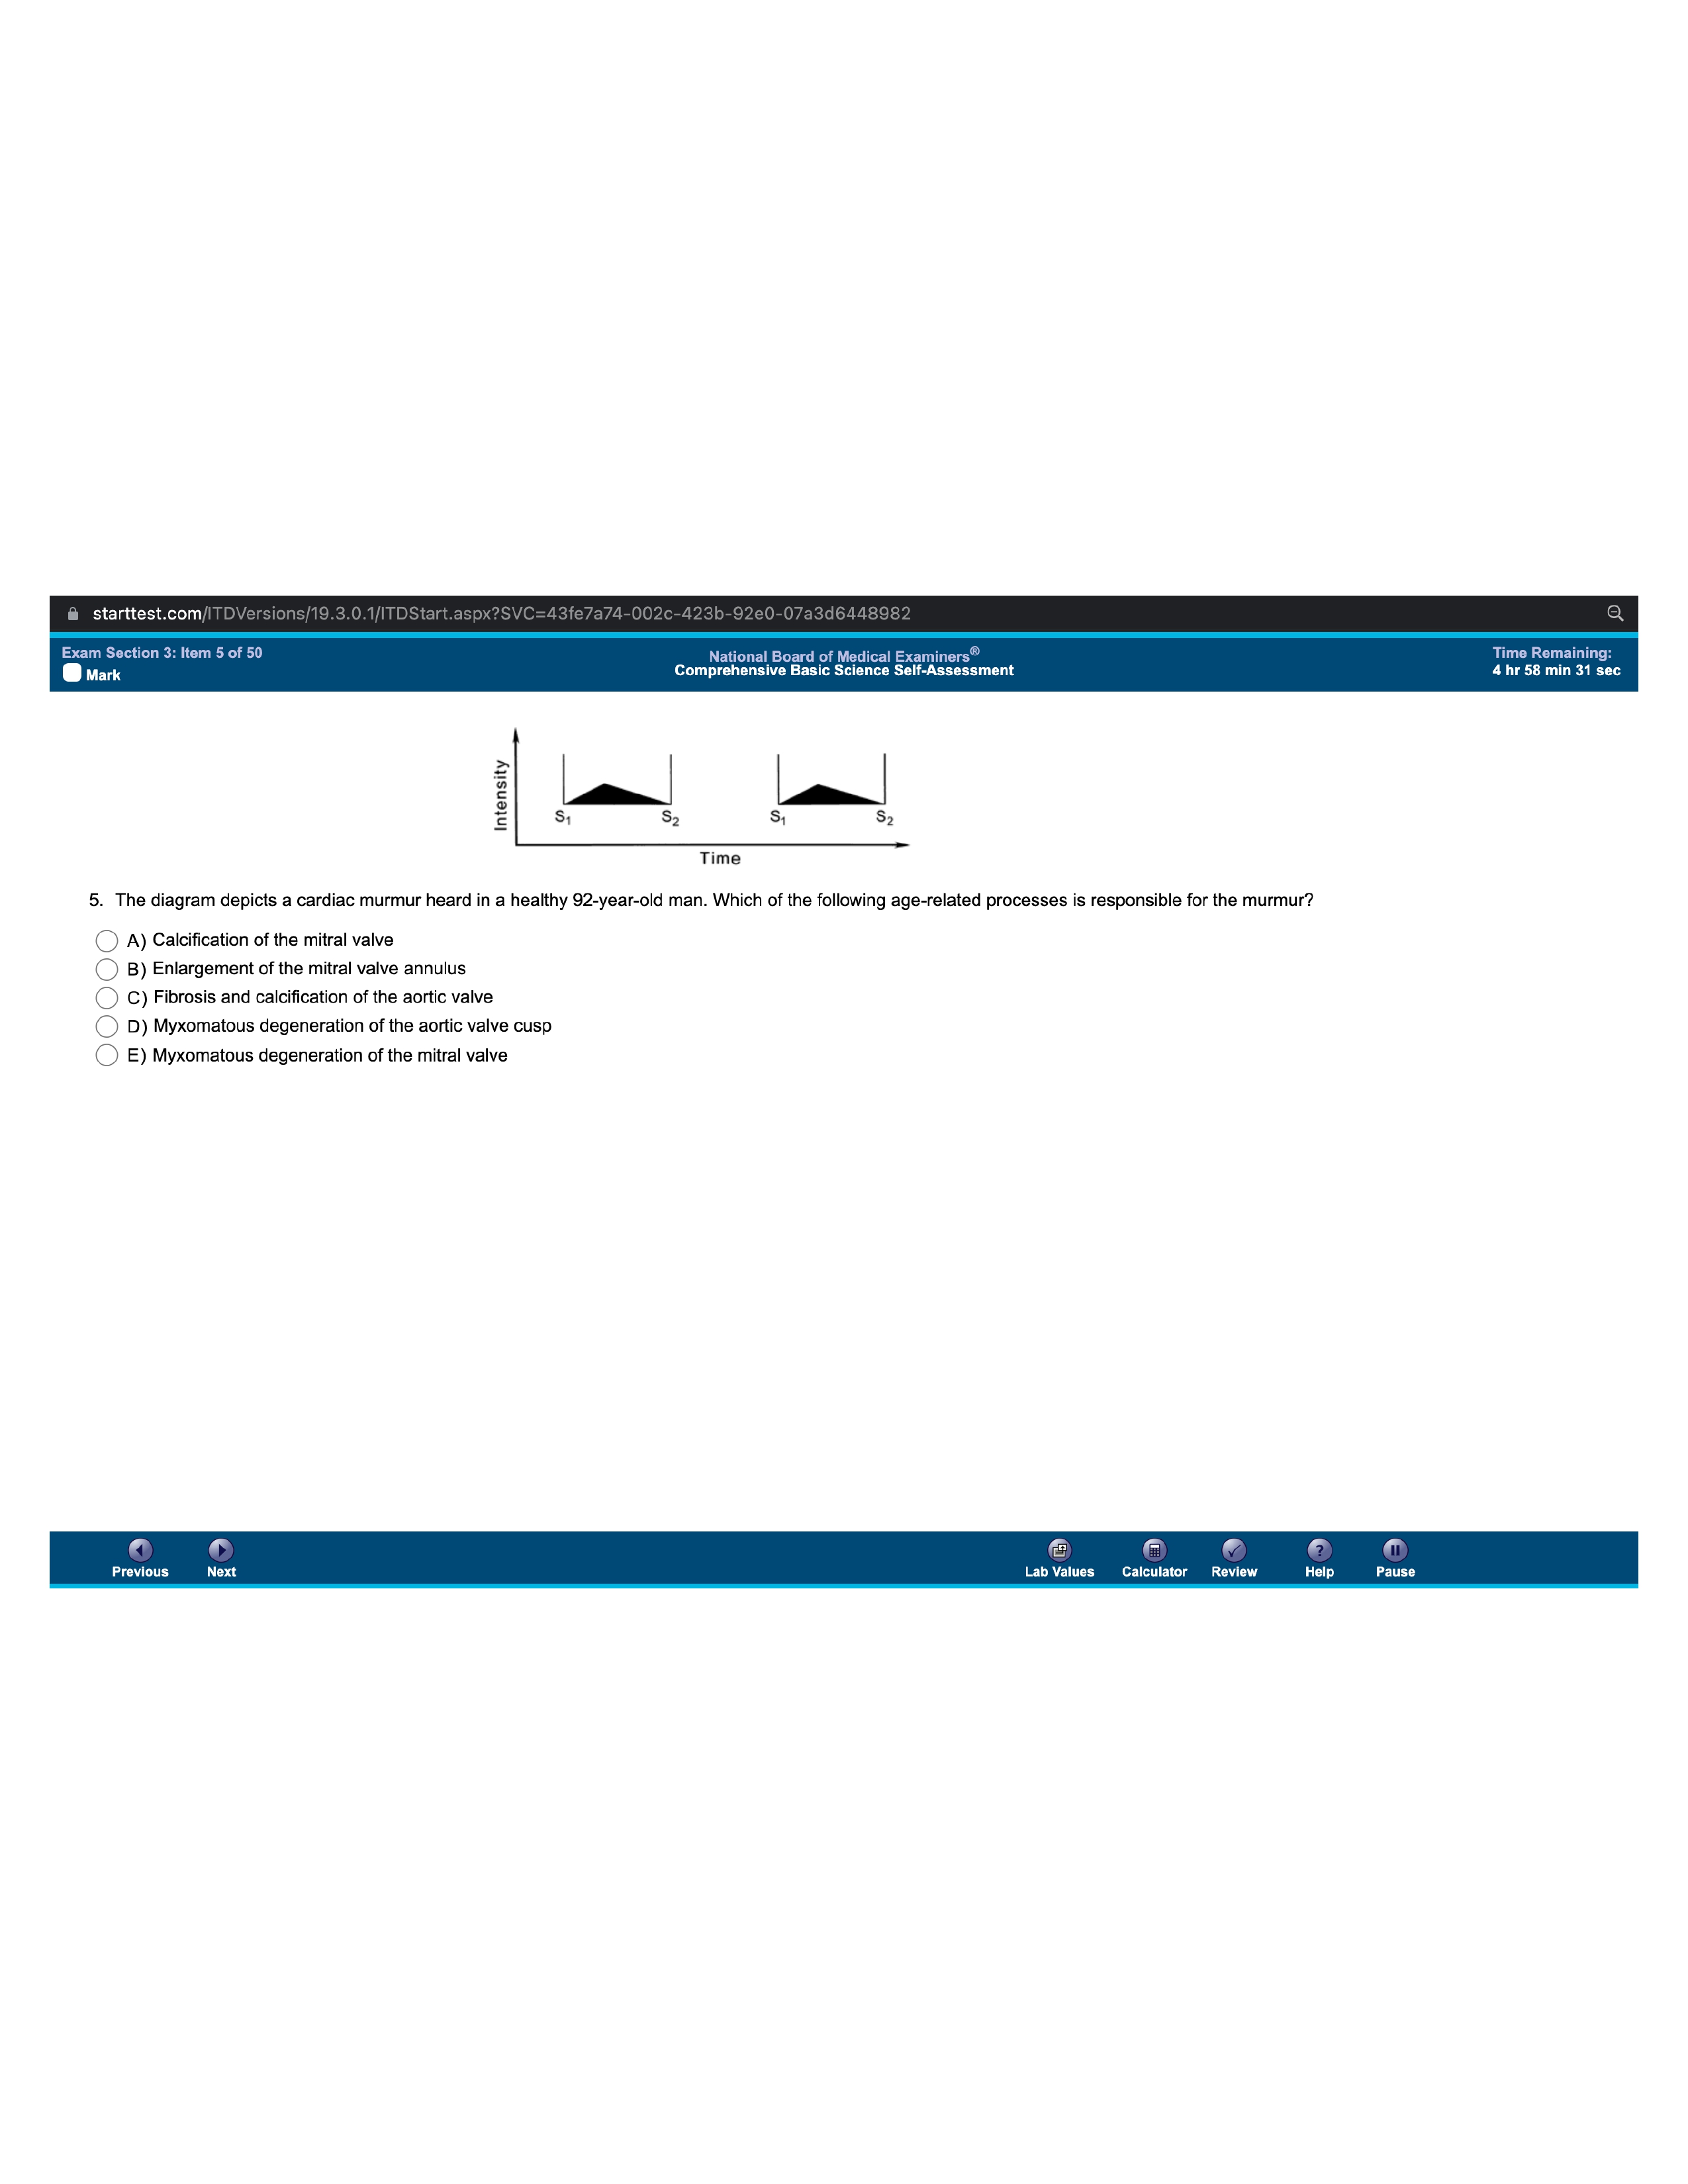 starttest.com/ITDVersions/19.3.0.1/ITDStart.aspx?SVC=43fe7a74-002c-423b-92e0-07a3d6448982
Exam Section 3: Item 5 of 50
Mark
National Board of Medical Examiners®
Comprehensive Basic Science Self-Assessment
Time Remaining:
4 hr 58 min 31 sec
Intensity
S1 S2 S1 S2
Time
5. The diagram depicts a cardiac murmur heard in a healthy 92-year-old man. Which of the following age-related processes is responsible for the murmur?
A) Calcification of the mitral valve
B) Enlargement of the mitral valve annulus
C) Fibrosis and calcification of the aortic valve
D) Myxomatous degeneration of the aortic valve cusp
E) Myxomatous degeneration of the mitral valve
Previous Next Lab Values Calculator Review Help Pause